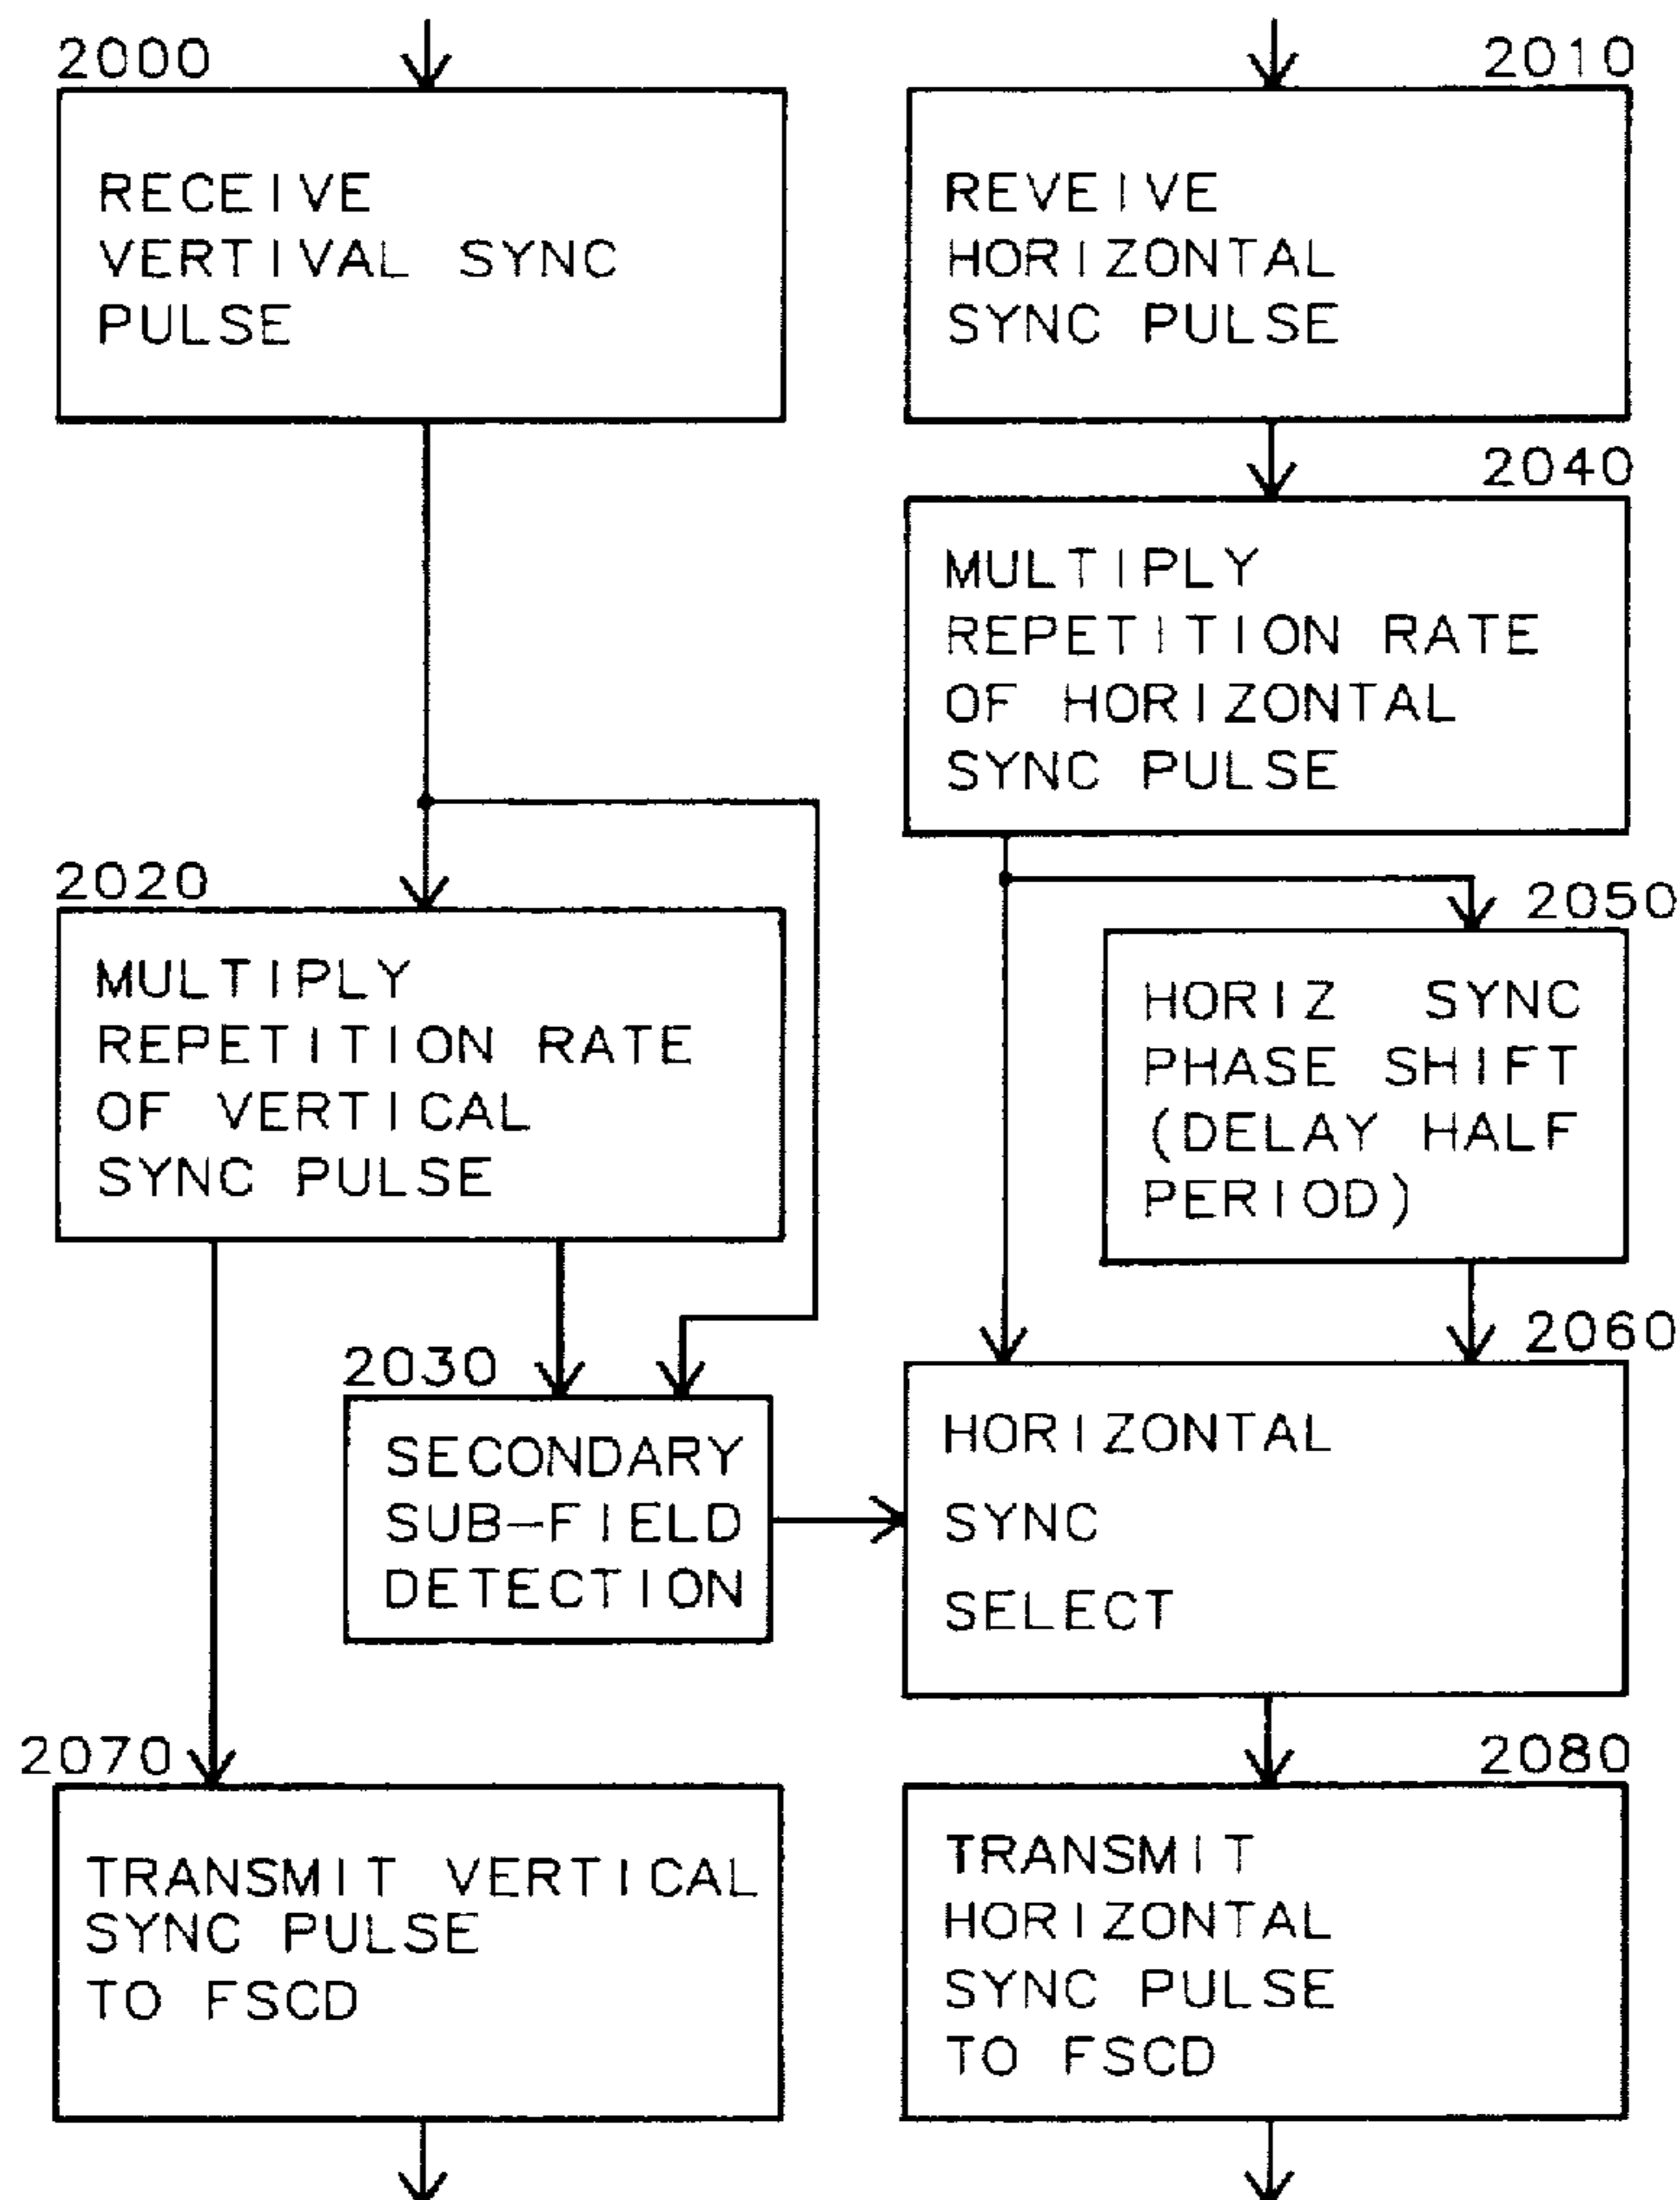 2000
RECEIVE
VERTIVAL SYNC
PULSE
2010
REVEIVE
HORIZONTAL
SYNC PULSE
2040
MULTIPLY
REPETITION RATE
OF HORIZONTAL
SYNC PULSE
2020
MULTIPLY
REPETITION RATE
OF VERTICAL
SYNC PULSE
2050
HORIZ SYNC
PHASE SHIFT
(DELAY HALF
PERIOD)
2030
SECONDARY
SUB-FIELD
DETECTION
2060
HORIZONTAL
SYNC
SELECT
2070
TRANSMIT VERTICAL
SYNC PULSE
TO FSCD
2080
TRANSMIT
HORIZONTAL
SYNC PULSE
TO FSCD